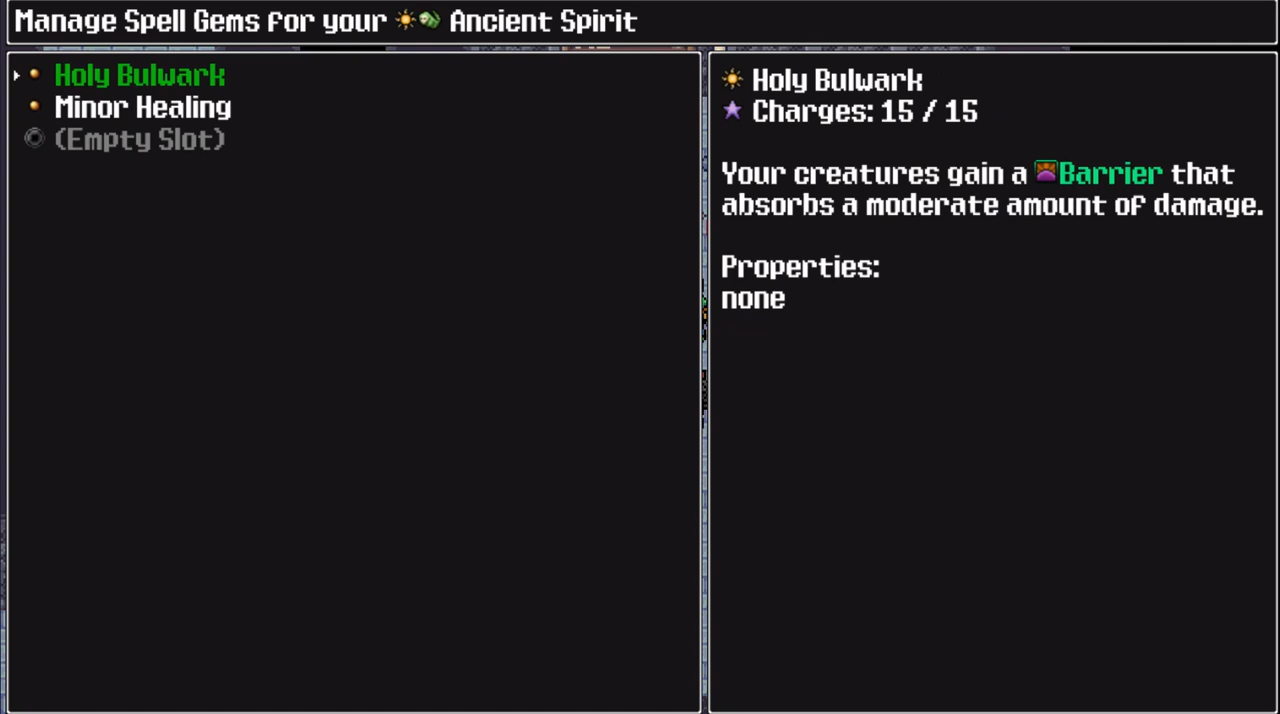 Manage Spell Gems for your Ancient Spirit
Holy Bulwark
Minor Healing
(Empty Slot)
Holy Bulwark
Charges: 15 / 15
Your creatures gain a Barrier that
absorbs a moderate amount of damage.
Properties:
none